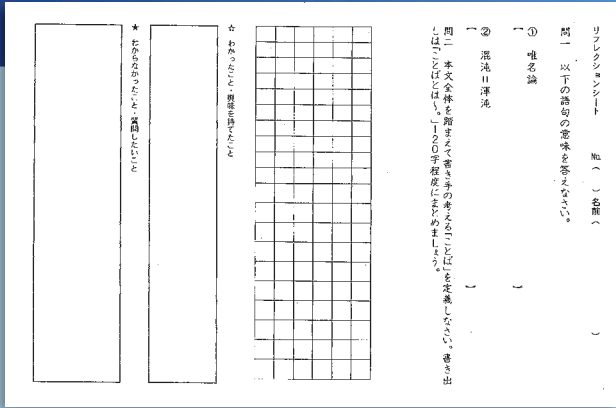 リフレクションシート　No.（　）名前（　）
問一　以下の語句の意味を答えなさい。
①　唯名論
【　】
②　混沌＝渾沌
【　】
問二　本文全体を踏まえて書き手の考える「ことば」を定義しなさい。書き出
しは「ことばとは～。」１２０字程度にまとめましょう。
☆　わかったこと・興味を持てたこと
★　わからなかったこと・質問したいこと